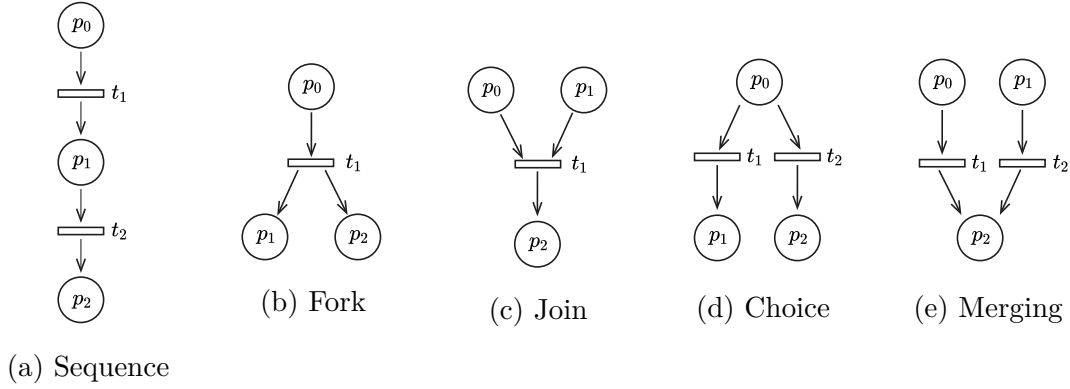 p0
t1
p1
t2
p2
(a) Sequence
p0
t1
p1 p2
(b) Fork
p0 p1
t1
p2
(c) Join
p0
t1 t2
p1 p2
(d) Choice
p0 p1
t1 t2
p2
(e) Merging